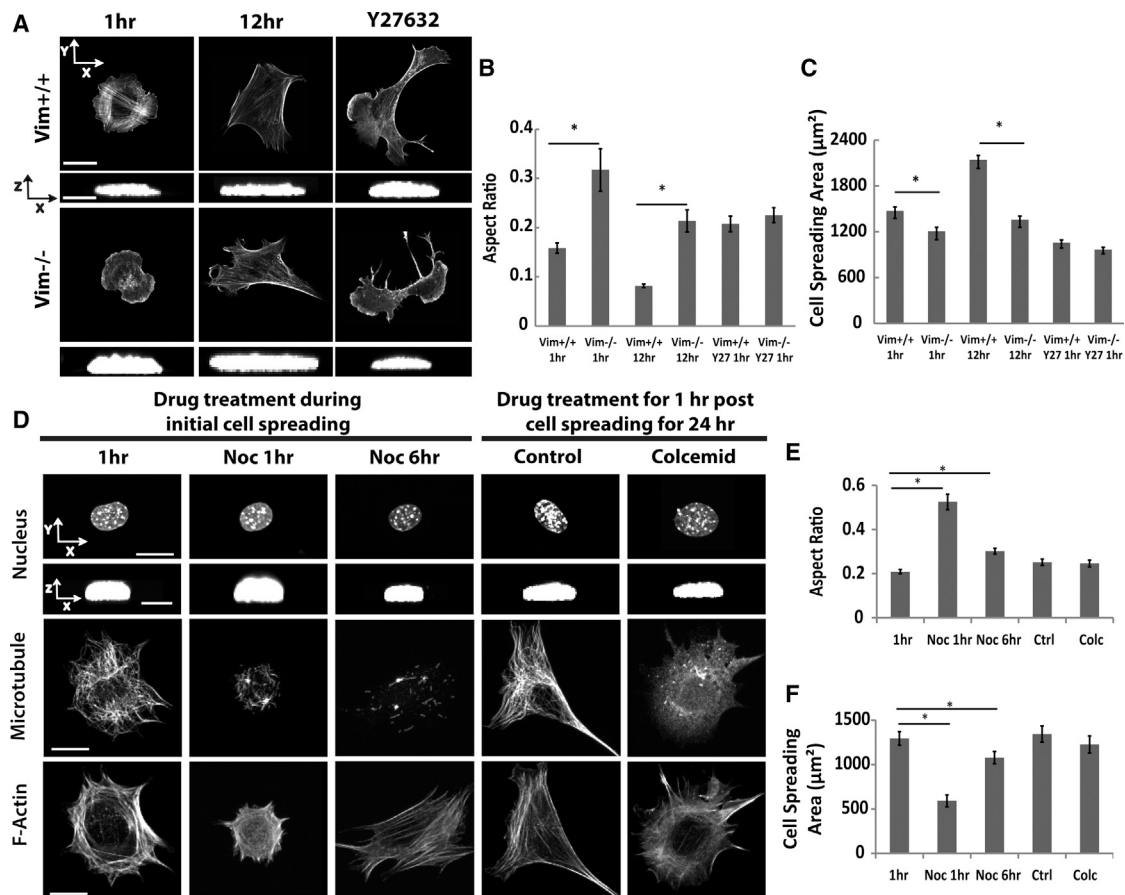 A
1hr
12hr
Y27632
Vim+/+
Y
X
Z
X
Vim-/-
B
Aspect Ratio
0.4
0.3
0.2
0.1
0
*
*
Vim+/+ Vim-/- Vim+/+ Vim-/- Vim+/+ Vim-/-
1hr 1hr 12hr 12hr Y27 1hr Y27 1hr
C
Cell Spreading Area (µm²)
2400
1800
1200
600
0
*
*
Vim+/+ Vim-/- Vim+/+ Vim-/- Vim+/+ Vim-/-
1hr 1hr 12hr 12hr Y27 1hr Y27 1hr
D
Drug treatment during
initial cell spreading
Drug treatment for 1 hr post
cell spreading for 24 hr
1hr
Noc 1hr
Noc 6hr
Control
Colcemid
Nucleus
Y
X
Z
X
Microtubule
F-Actin
E
Aspect Ratio
0.6
0.4
0.2
0
*
*
1hr Noc 1hr Noc 6hr Ctrl Colc
F
Cell Spreading
Area (µm²)
1500
1000
500
0
*
*
1hr Noc 1hr Noc 6hr Ctrl Colc